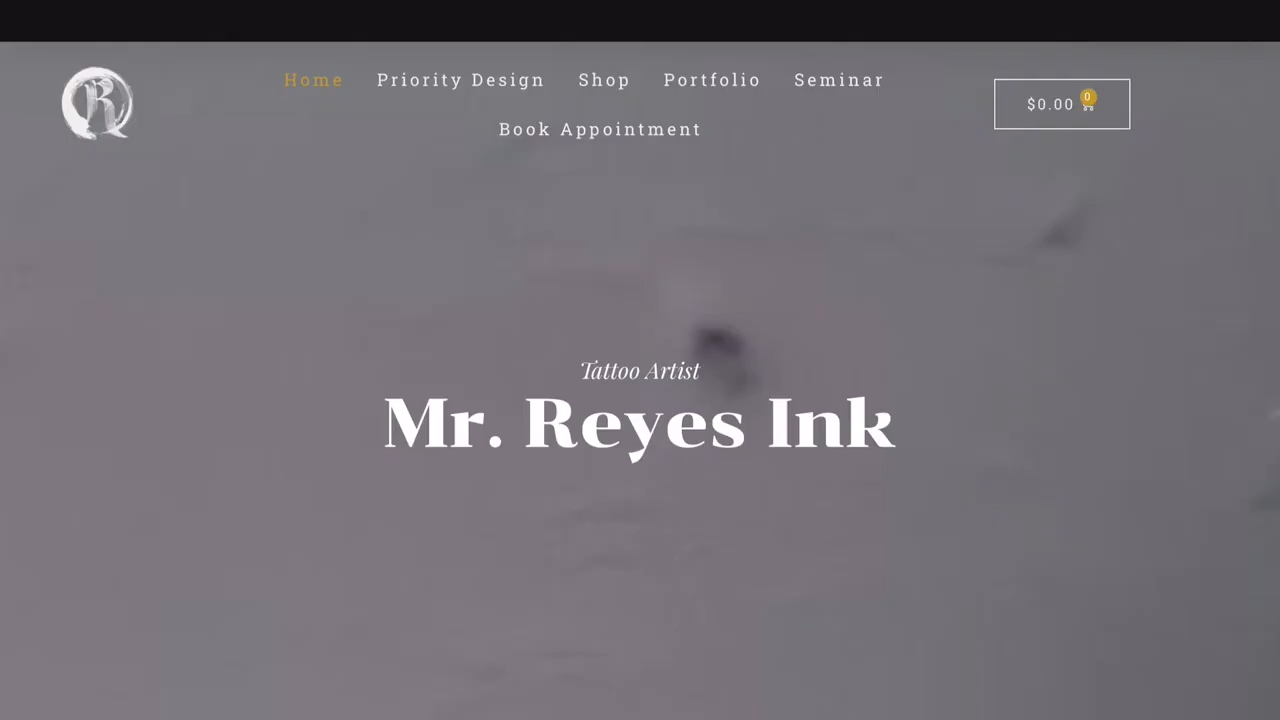 R
Home Priority Design Shop Portfolio Seminar
Book Appointment
$0.00 0
Tattoo Artist
Mr. Reyes Ink